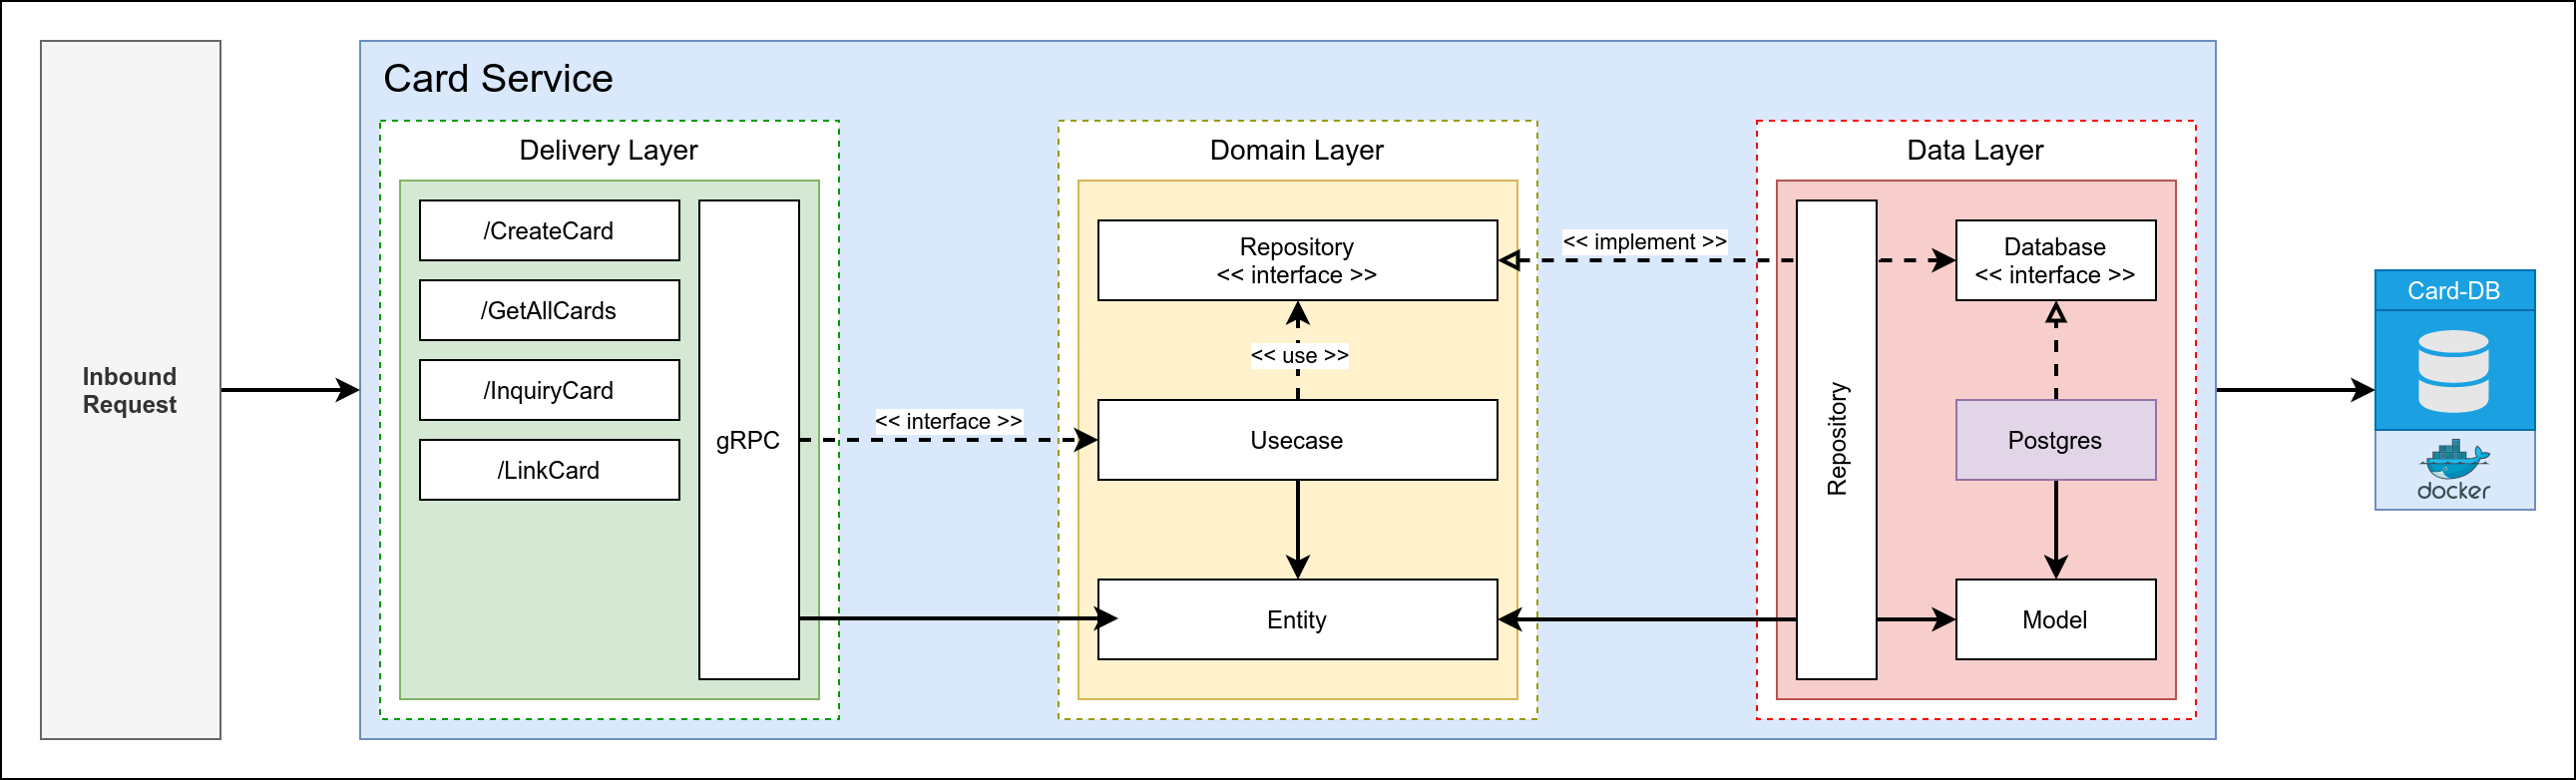 Inbound
Request
Card Service
Delivery Layer
/CreateCard
/GetAllCards
/InquiryCard
/LinkCard
gRPC
<< interface >>
Domain Layer
Repository
<< interface >>
<< use >>
Usecase
Entity
<< implement >>
Data Layer
Repository
Database
<< interface >>
Postgres
Model
Card-DB
docker